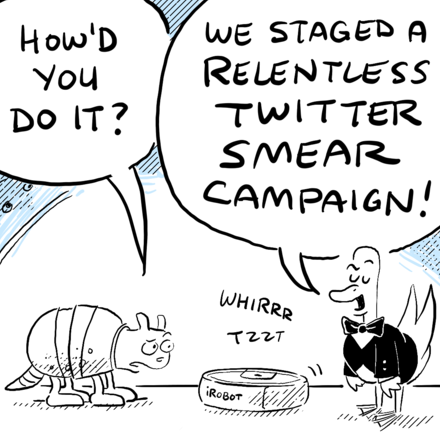 HOW'D
YOU
DO IT?
WE STAGED A
RELENTLESS
TWITTER
SMEAR
CAMPAIGN!
WHIRRR
TZZT
iROBOT